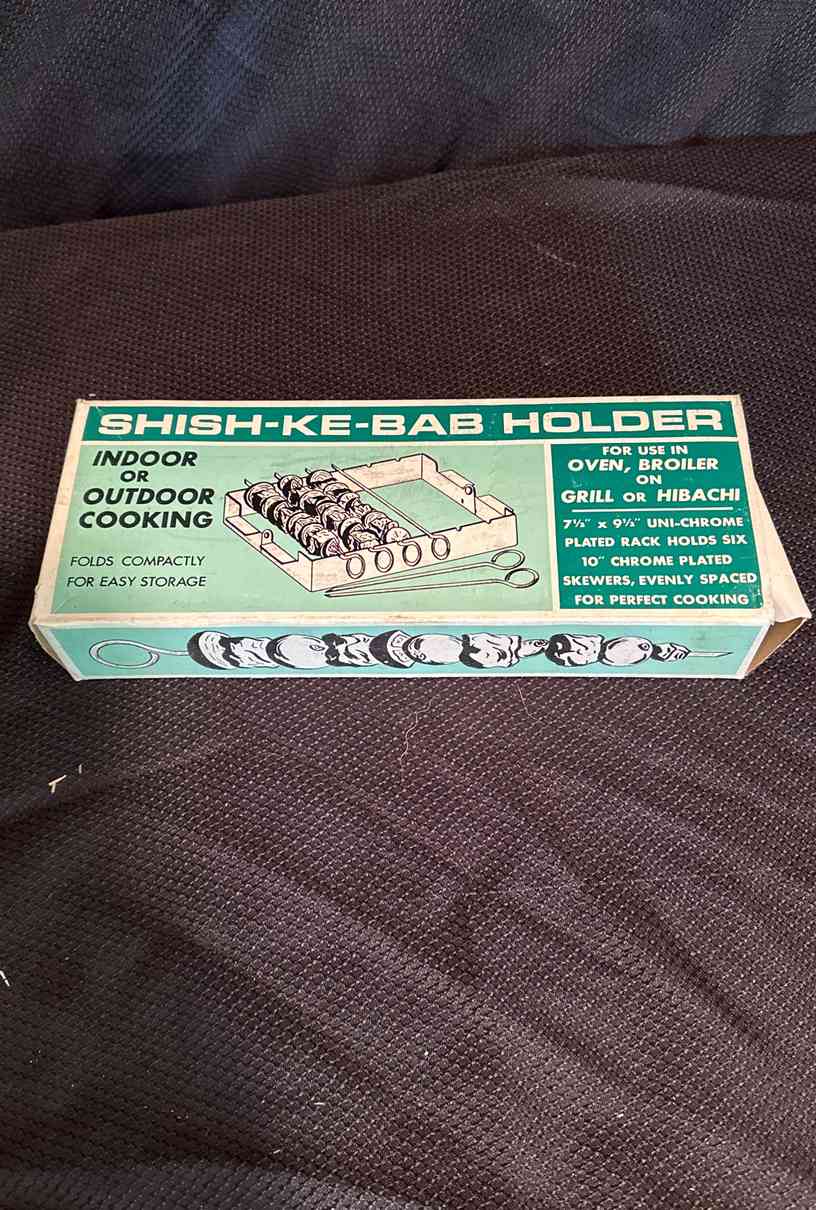 SHISH-KE-BAB HOLDER
INDOOR
OR
OUTDOOR
COOKING
FOLDS COMPACTLY
FOR EASY STORAGE
FOR USE IN
OVEN, BROILER
ON
GRILL OR HIBACHI
7½" x 9½" UNI-CHROME
PLATED RACK HOLDS SIX
10" CHROME PLATED
SKEWERS, EVENLY SPACED
FOR PERFECT COOKING